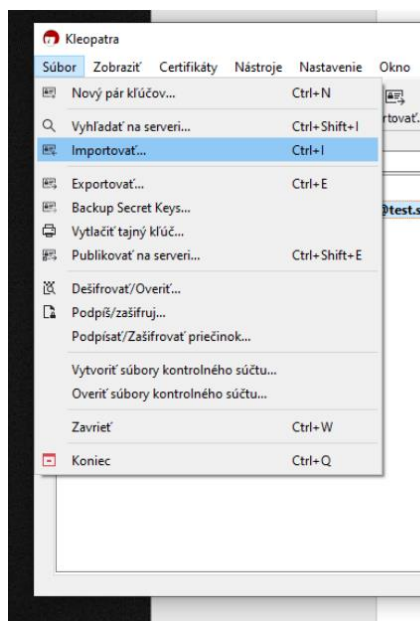 Kleopatra
Súbor Zobraziť Certifikáty Nástroje Nastavenie Okno
Nový pár kľúčov... Ctrl+N
Vyhľadať na serveri... Ctrl+Shift+I
Importovať... Ctrl+I
Exportovať... Ctrl+E
Backup Secret Keys...
Vytlačiť tajný kľúč...
Publikovať na serveri... Ctrl+Shift+E
Dešifrovať/Overiť...
Podpíš/zašifruj...
Podpísať/Zašifrovať priečinok...
Vytvoriť súbory kontrolného súčtu...
Overiť súbory kontrolného súčtu...
Zavrieť Ctrl+W
Koniec Ctrl+Q
rtovať.
@test.s